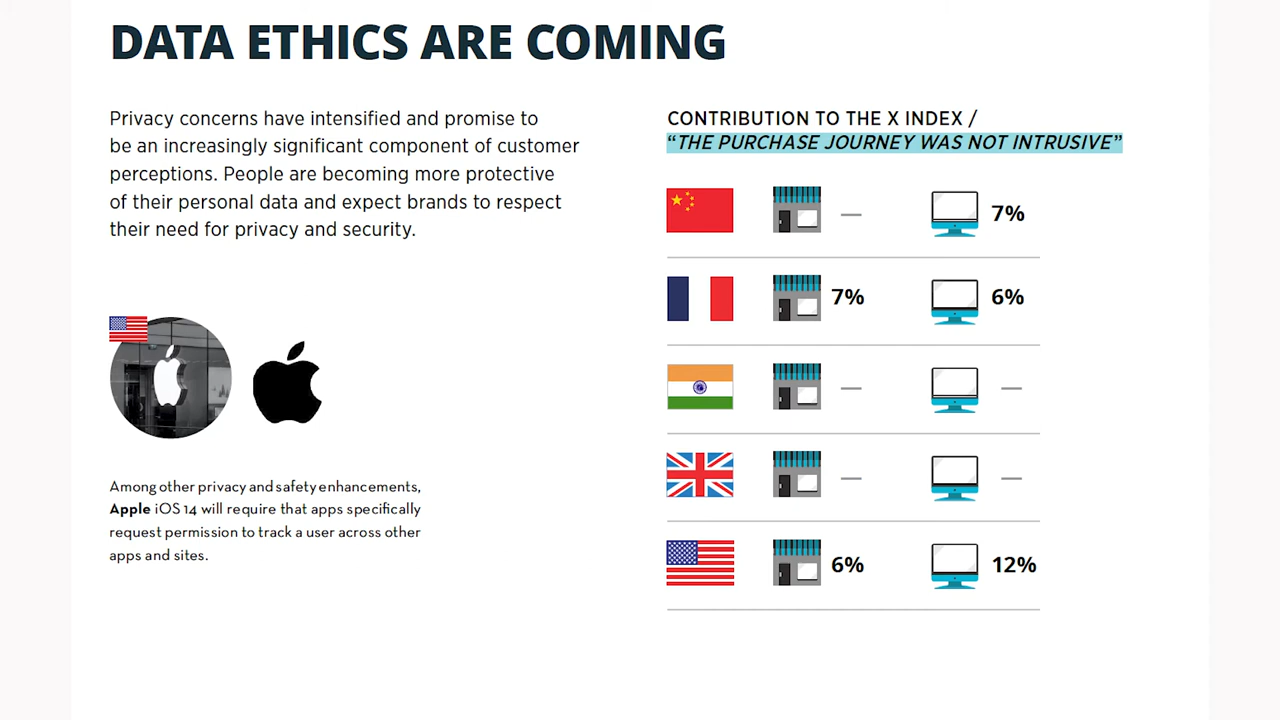 DATA ETHICS ARE COMING
Privacy concerns have intensified and promise to
be an increasingly significant component of customer
perceptions. People are becoming more protective
of their personal data and expect brands to respect
their need for privacy and security.
Among other privacy and safety enhancements,
Apple iOS 14 will require that apps specifically
request permission to track a user across other
apps and sites.
CONTRIBUTION TO THE X INDEX /
“THE PURCHASE JOURNEY WAS NOT INTRUSIVE”
— 7%
7% 6%
— —
— —
6% 12%